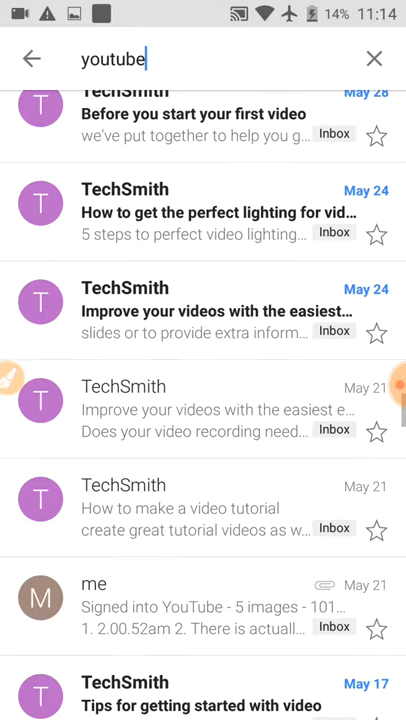 14% 11:14
youtube
TechSmith May 28
T
Before you start your first video
we've put together to help you g... Inbox
TechSmith May 24
T
How to get the perfect lighting for vid...
5 steps to perfect video lighting... Inbox
TechSmith May 24
T
Improve your videos with the easiest...
slides or to provide extra inform... Inbox
TechSmith May 21
T
Improve your videos with the easiest e...
Does your video recording need... Inbox
TechSmith May 21
T
How to make a video tutorial
create great tutorial videos as w... Inbox
me May 21
M
Signed into YouTube - 5 images - 101...
1. 2.00.52am 2. There is actuall... Inbox
TechSmith May 17
T
Tips for getting started with video